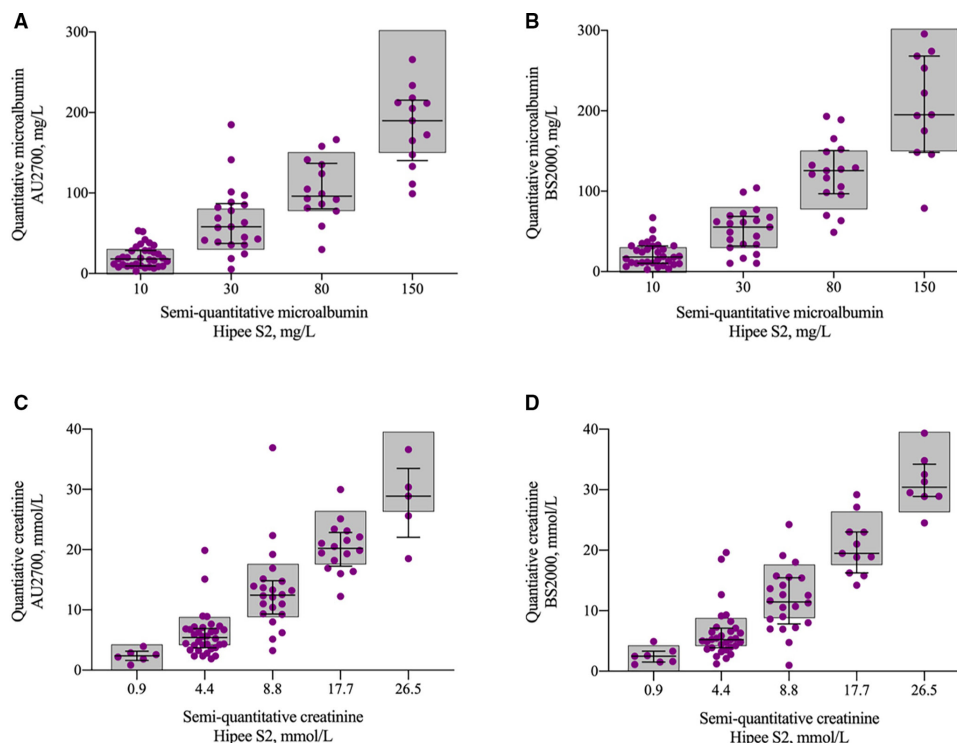 A
Quantitative microalbumin
AU2700, mg/L
300
200
100
0
10 30 80 150
Semi-quantitative microalbumin
Hipee S2, mg/L
B
Quantitative microalbumin
BS2000, mg/L
300
200
100
0
10 30 80 150
Semi-quantitative microalbumin
Hipee S2, mg/L
C
Quantiative creatinine
AU2700, mmol/L
40
30
20
10
0
0.9 4.4 8.8 17.7 26.5
Semi-quantitative creatinine
Hipee S2, mmol/L
D
Quantiative creatinine
BS2000, mmol/L
40
30
20
10
0
0.9 4.4 8.8 17.7 26.5
Semi-quantitative creatinine
Hipee S2, mmol/L